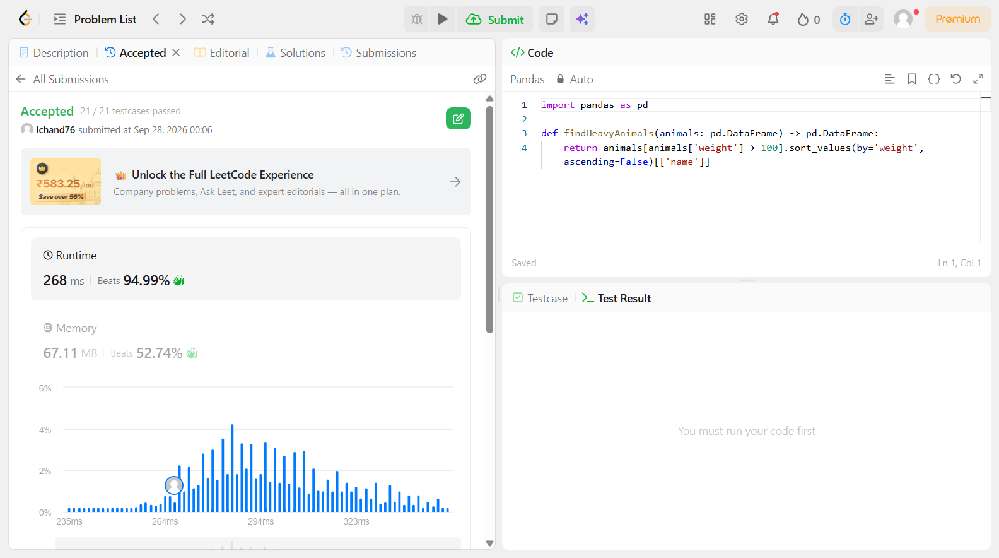 Problem List
Submit
0
Premium
Description
Accepted
Editorial
Solutions
Submissions
All Submissions
Accepted 21 / 21 testcases passed
ichand76 submitted at Sep 28, 2026 00:06
₹583.25/mo
Save over 56%
Unlock the Full LeetCode Experience
Company problems, Ask Leet, and expert editorials — all in one plan.
Runtime
268 ms Beats 94.99%
Memory
67.11 MB Beats 52.74%
6%
4%
2%
0%
235ms 264ms 294ms 323ms
</> Code
Pandas Auto
1 import pandas as pd
2
3 def findHeavyAnimals(animals: pd.DataFrame) -> pd.DataFrame:
4 return animals[animals['weight'] > 100].sort_values(by='weight',
ascending=False)[['name']]
Saved
Ln 1, Col 1
Testcase
Test Result
You must run your code first